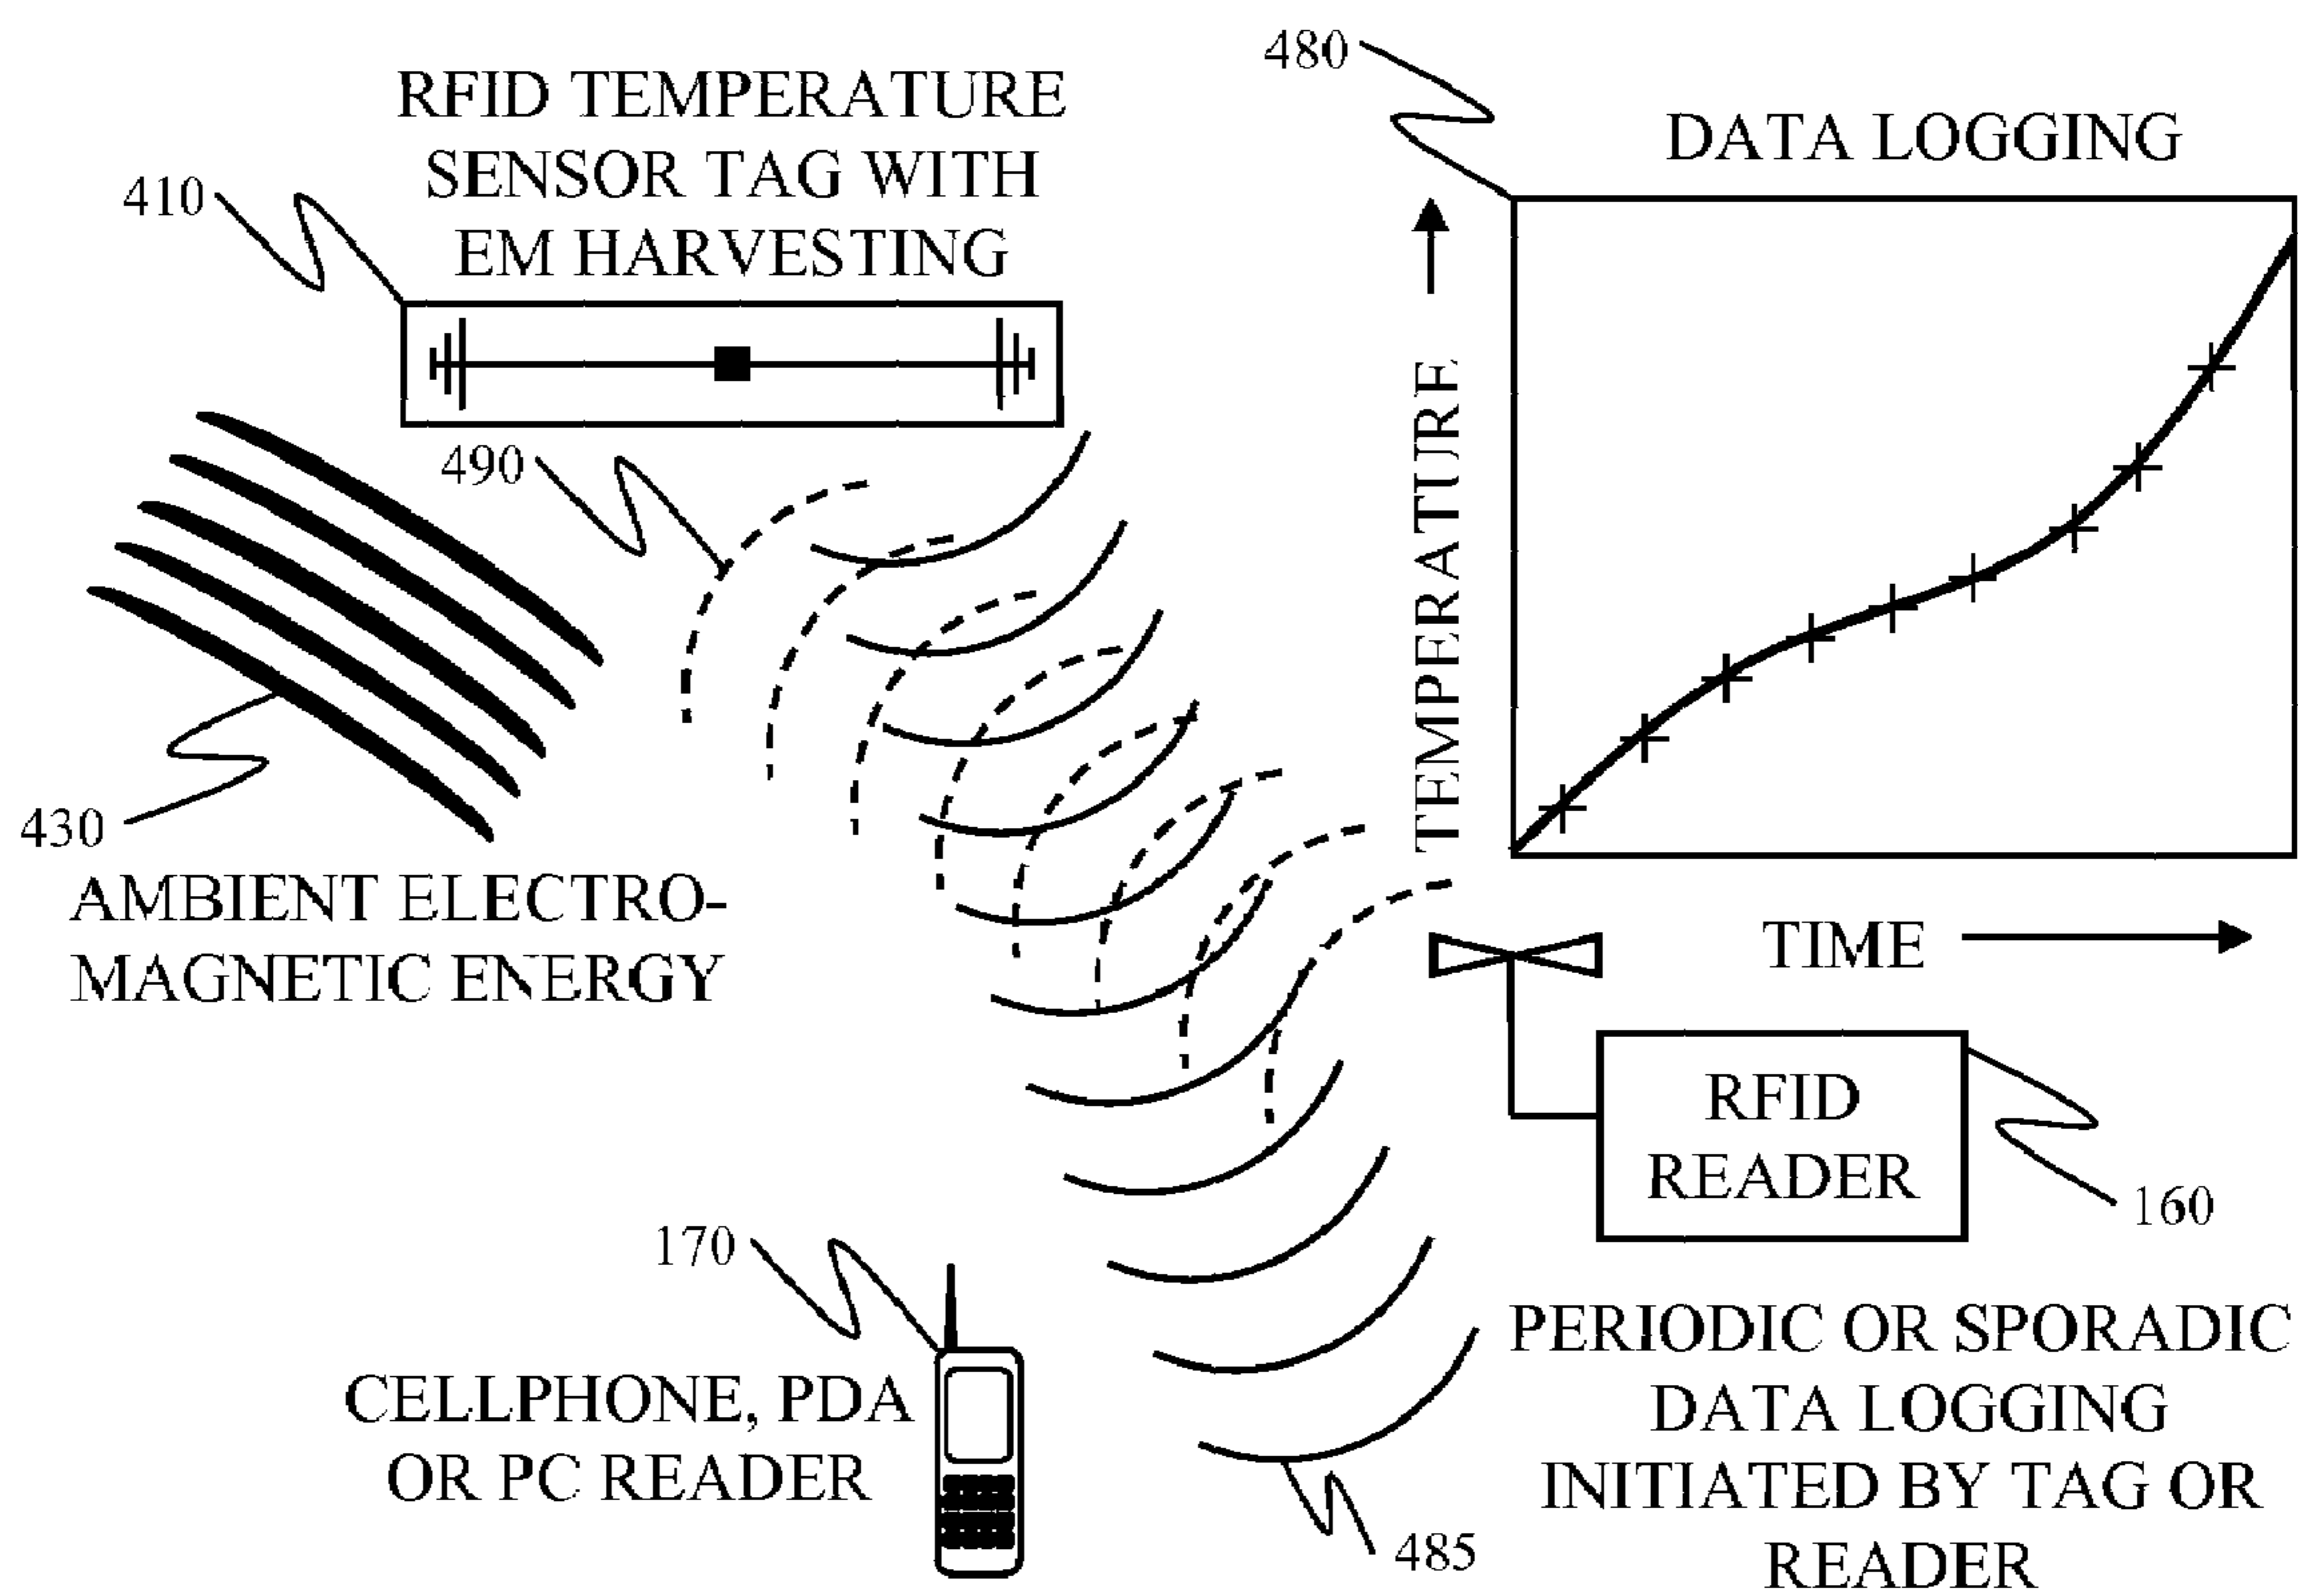 480
RFID TEMPERATURE
SENSOR TAG WITH
EM HARVESTING
410
DATA LOGGING
490
TEMPERATURE
430
AMBIENT ELECTRO-
MAGNETIC ENERGY
TIME
RFID
READER
160
170
CELLPHONE, PDA
OR PC READER
PERIODIC OR SPORADIC
DATA LOGGING
INITIATED BY TAG OR
READER
485